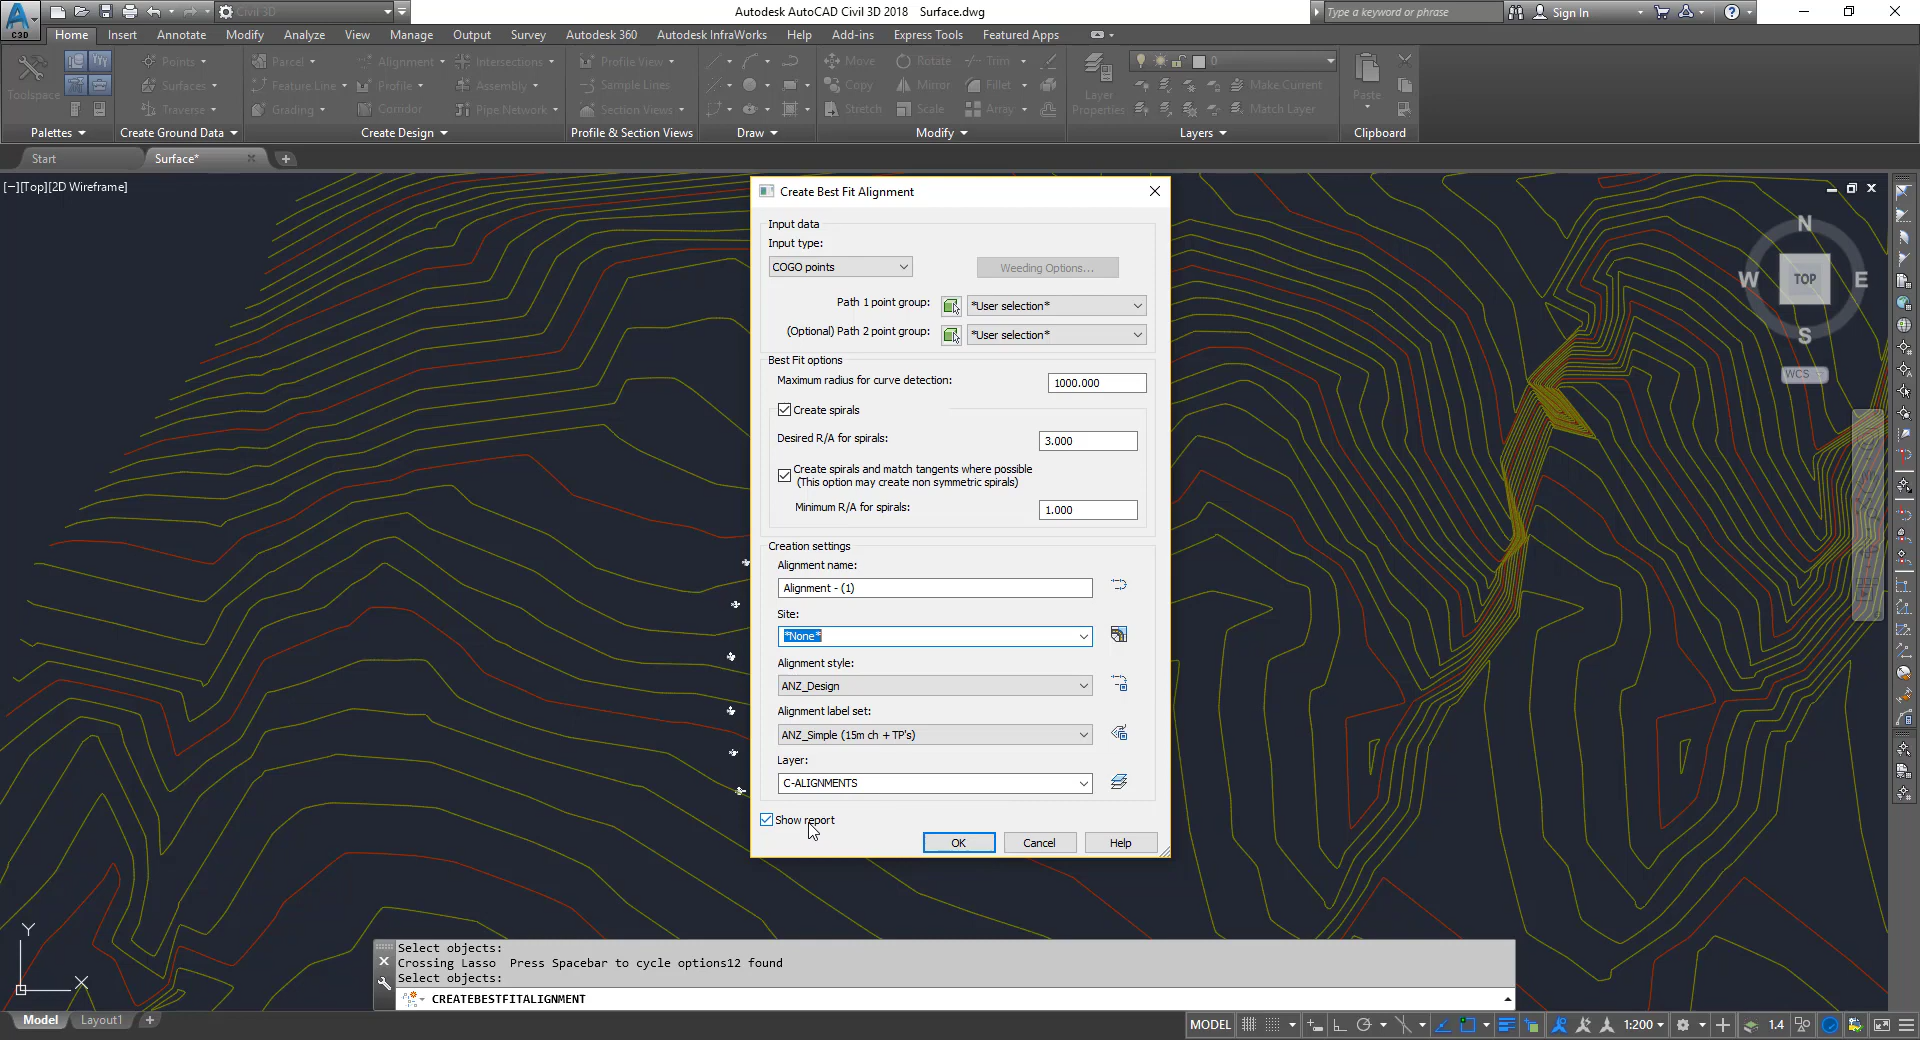 C3D
Civil 3D
Autodesk AutoCAD Civil 3D 2018 Surface.dwg
Type a keyword or phrase
Sign In
Home Insert Annotate Modify Analyze View Manage Output Survey Autodesk 360 Autodesk InfraWorks Help Add-ins Express Tools Featured Apps
Toolspace
Points
Surfaces
Traverse
Parcel
Feature Line
Grading
Alignment
Profile
Corridor
Intersections
Assembly
Pipe Network
Profile View
Sample Lines
Section Views
Move
Copy
Stretch
Rotate
Mirror
Scale
Trim
Fillet
Array
Layer
Properties
0
Make Current
Match Layer
Paste
Palettes Create Ground Data Create Design Profile & Section Views Draw Modify Layers Clipboard
Start Surface*
[−][Top][2D Wireframe]
N
W TOP E
S
WCS
Create Best Fit Alignment
Input data
Input type:
COGO points
Weeding Options...
Path 1 point group: *User selection*
(Optional) Path 2 point group: *User selection*
Best Fit options
Maximum radius for curve detection: 1000.000
Create spirals
Desired R/A for spirals: 3.000
Create spirals and match tangents where possible
(This option may create non symmetric spirals)
Minimum R/A for spirals: 1.000
Creation settings
Alignment name:
Alignment - (1)
Site:
*None*
Alignment style:
ANZ_Design
Alignment label set:
ANZ_Simple (15m ch + TP's)
Layer:
C-ALIGNMENTS
Show report
OK Cancel Help
Y
X
Select objects:
Crossing Lasso Press Spacebar to cycle options12 found
Select objects:
CREATEBESTFITALIGNMENT
Model Layout1
MODEL
1:200
1.4